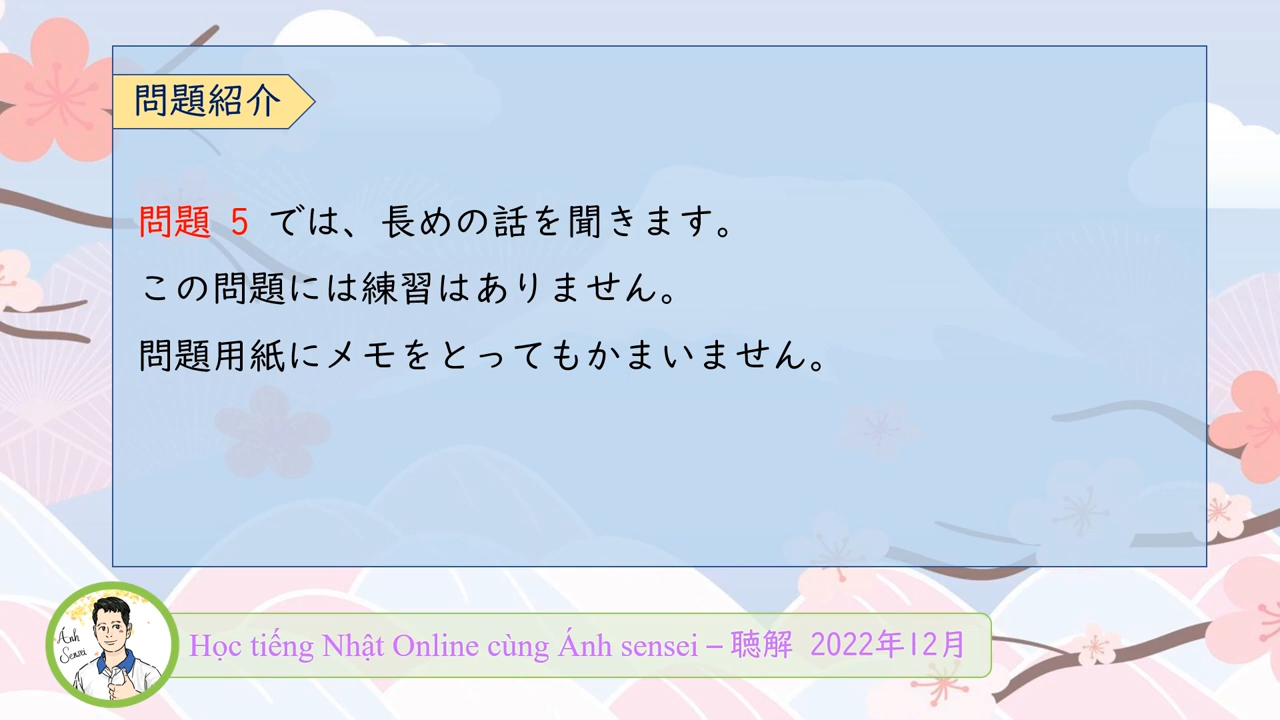 問題紹介
問題 5 では、長めの話を聞きます。
この問題には練習はありません。
問題用紙にメモをとってもかまいません。
Ánh
Sensei
Học tiếng Nhật Online cùng Ánh sensei – 聴解 2022年12月